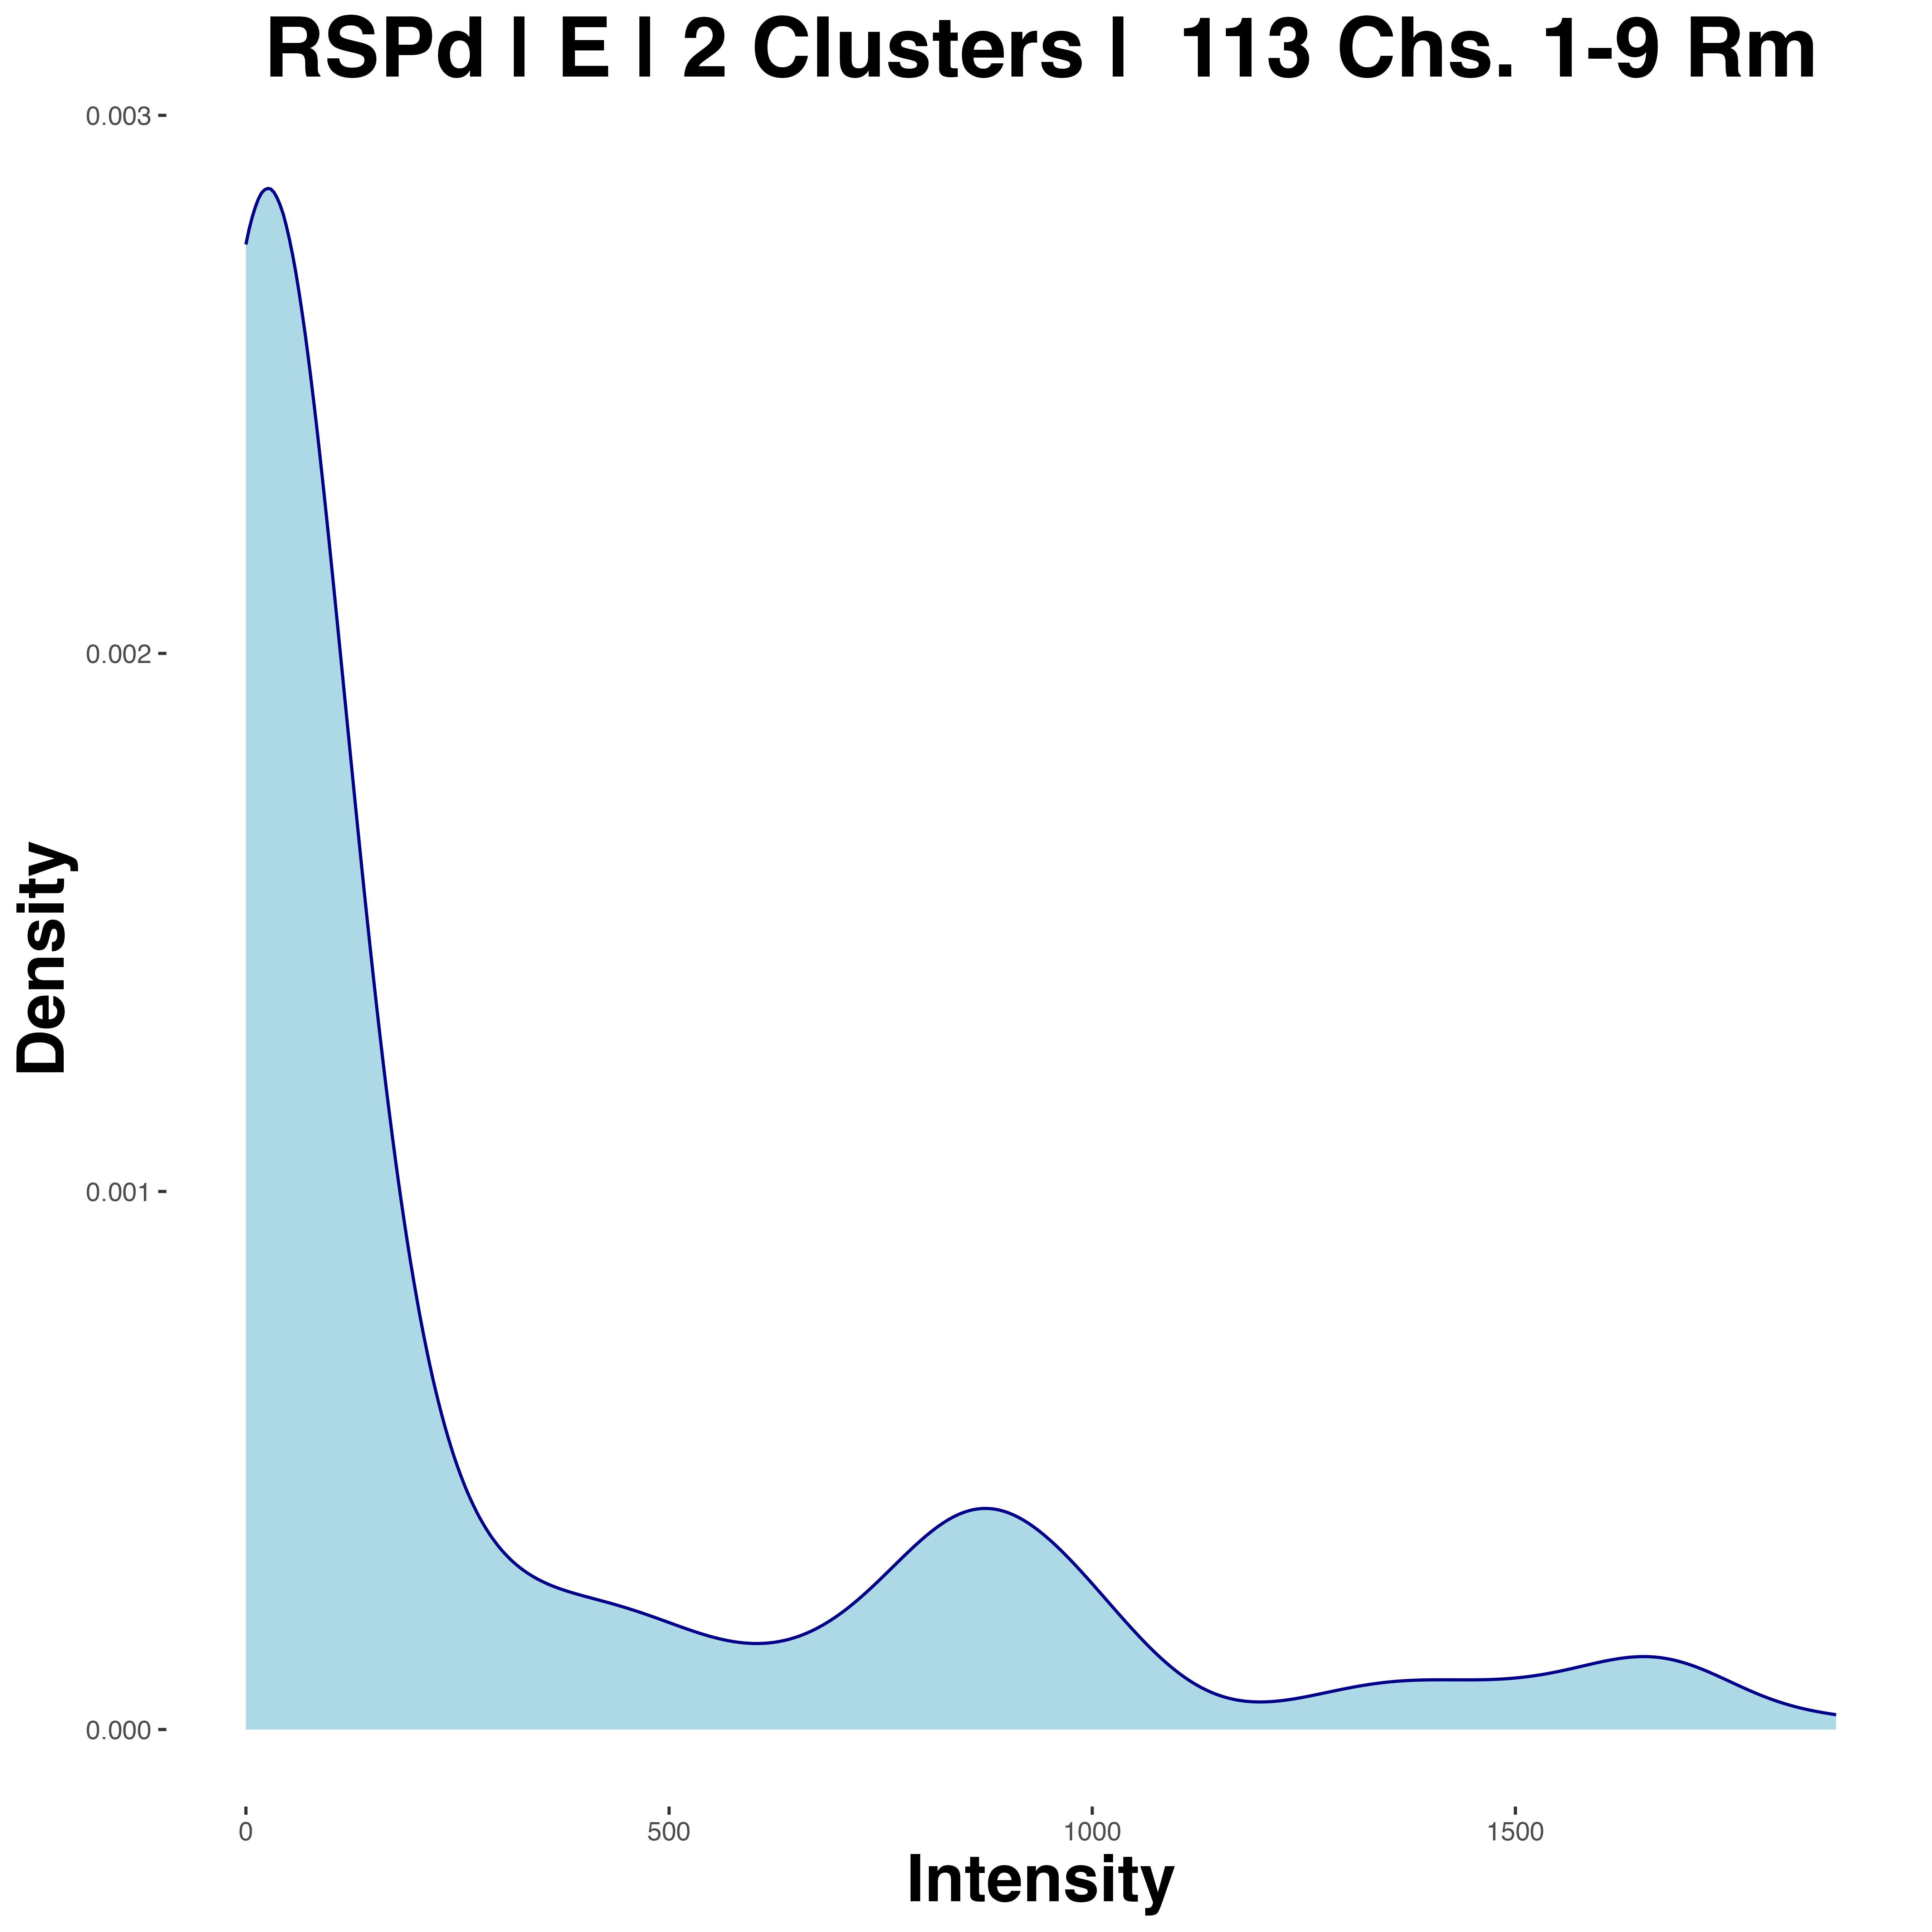 RSPd | E | 2 Clusters |  113 Chs. 1-9 Rm
0.003
0.002
0.001
0.000
Density
0 500 1000 1500
Intensity